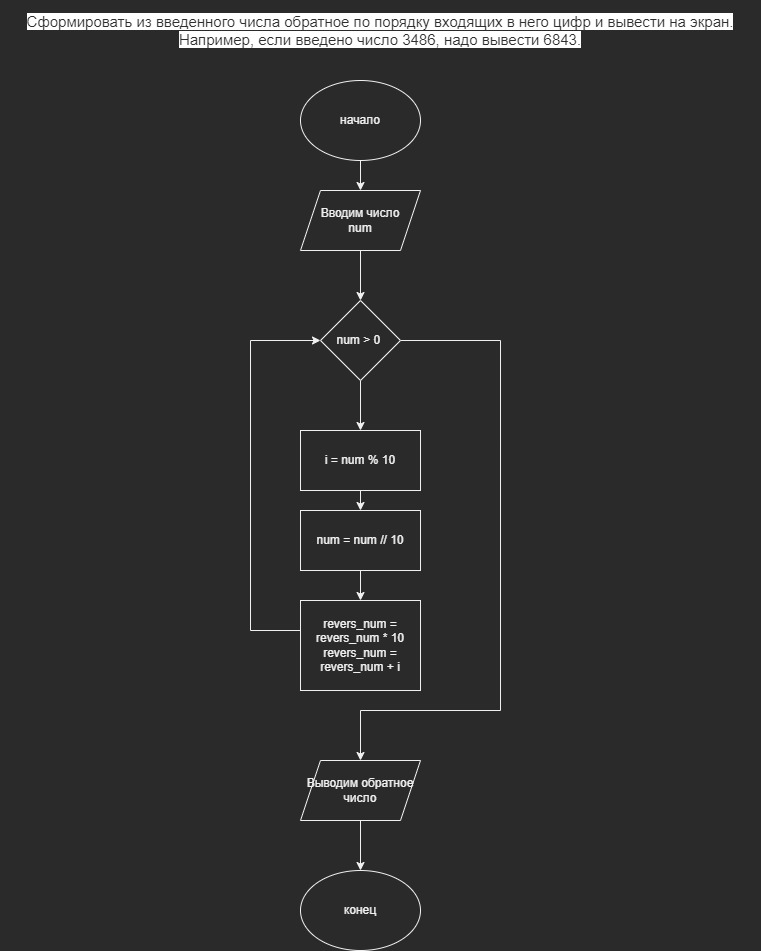 Сформировать из введенного числа обратное по порядку входящих в него цифр и вывести на экран.
Например, если введено число 3486, надо вывести 6843.
начало
Вводим число
num
num > 0
i = num % 10
num = num // 10
revers_num =
revers_num * 10
revers_num =
revers_num + i
Выводим обратное
число
конец